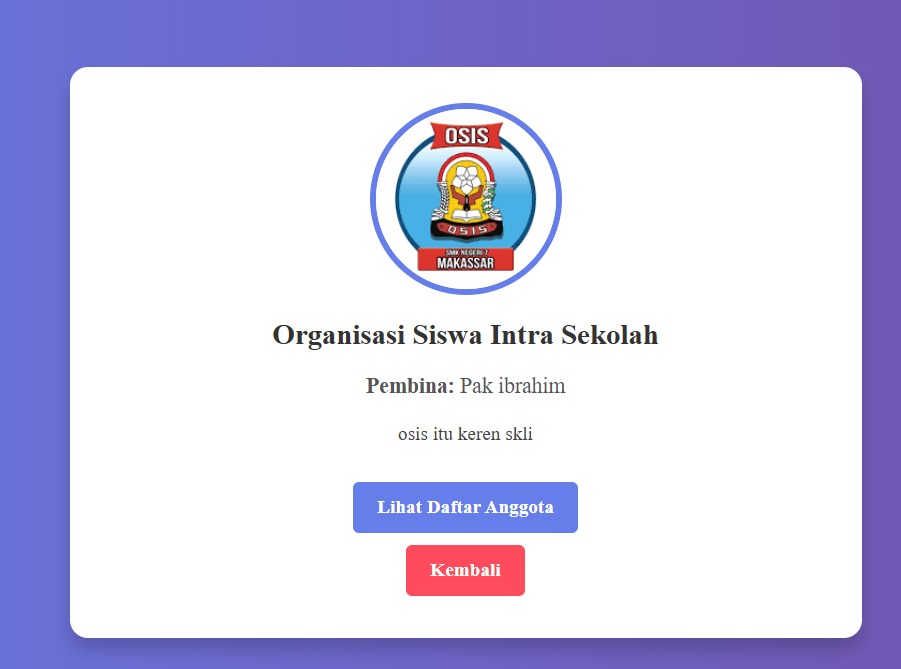 OSIS
OSIS
SMK NEGERI 7
MAKASSAR
Organisasi Siswa Intra Sekolah
Pembina: Pak ibrahim
osis itu keren skli
Lihat Daftar Anggota
Kembali